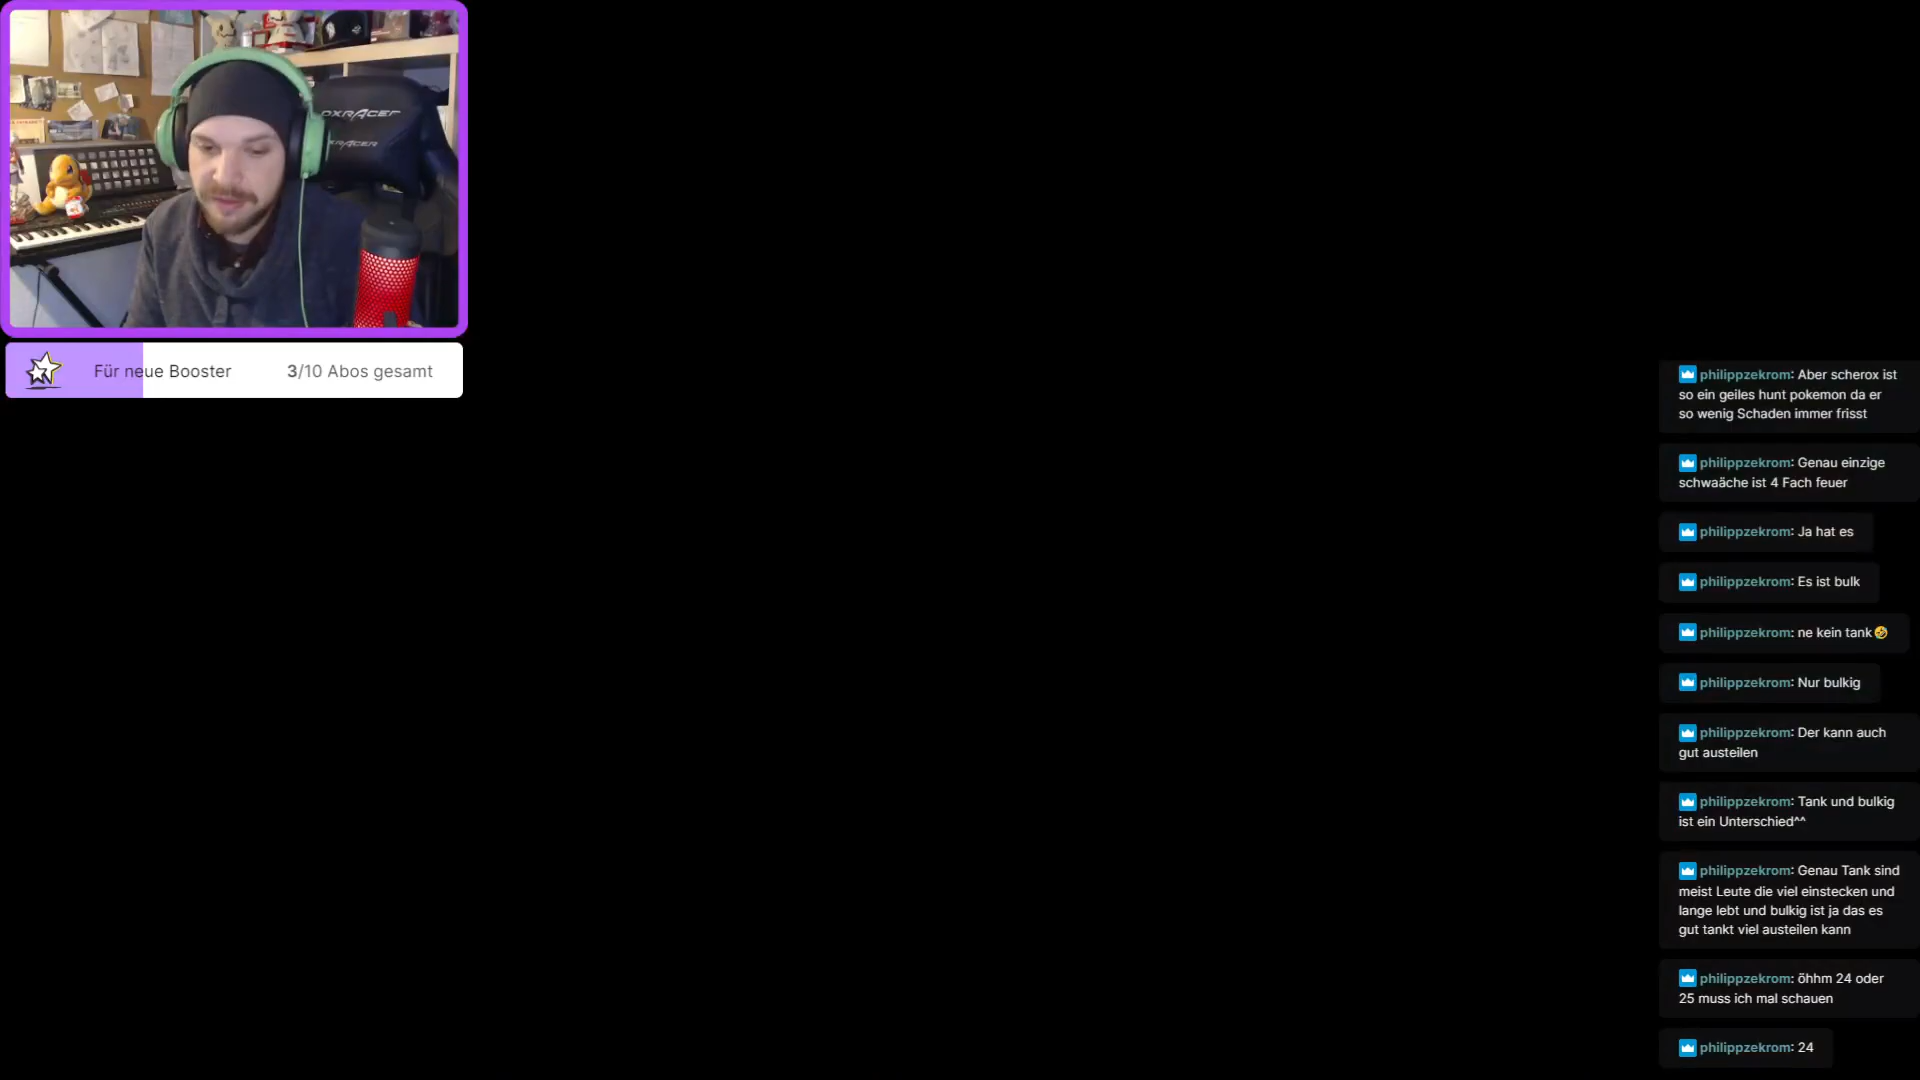 DXRACER
Für neue Booster 3/10 Abos gesamt
philippzekrom: Aber scherox ist
so ein geiles hunt pokemon da er
so wenig Schaden immer frisst
philippzekrom: Genau einzige
schwaäche ist 4 Fach feuer
philippzekrom: Ja hat es
philippzekrom: Es ist bulk
philippzekrom: ne kein tank🤣
philippzekrom: Nur bulkig
philippzekrom: Der kann auch
gut austeilen
philippzekrom: Tank und bulkig
ist ein Unterschied^^
philippzekrom: Genau Tank sind
meist Leute die viel einstecken und
lange lebt und bulkig ist ja das es
gut tankt viel austeilen kann
philippzekrom: öhhm 24 oder
25 muss ich mal schauen
philippzekrom: 24